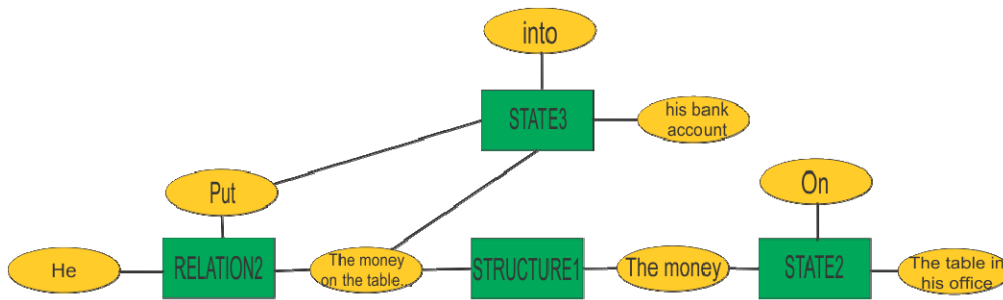 into
STATE3
his bank
account
Put
On
He
RELATION2
The money
on the table...
STRUCTURE1
The money
STATE2
The table in
his office